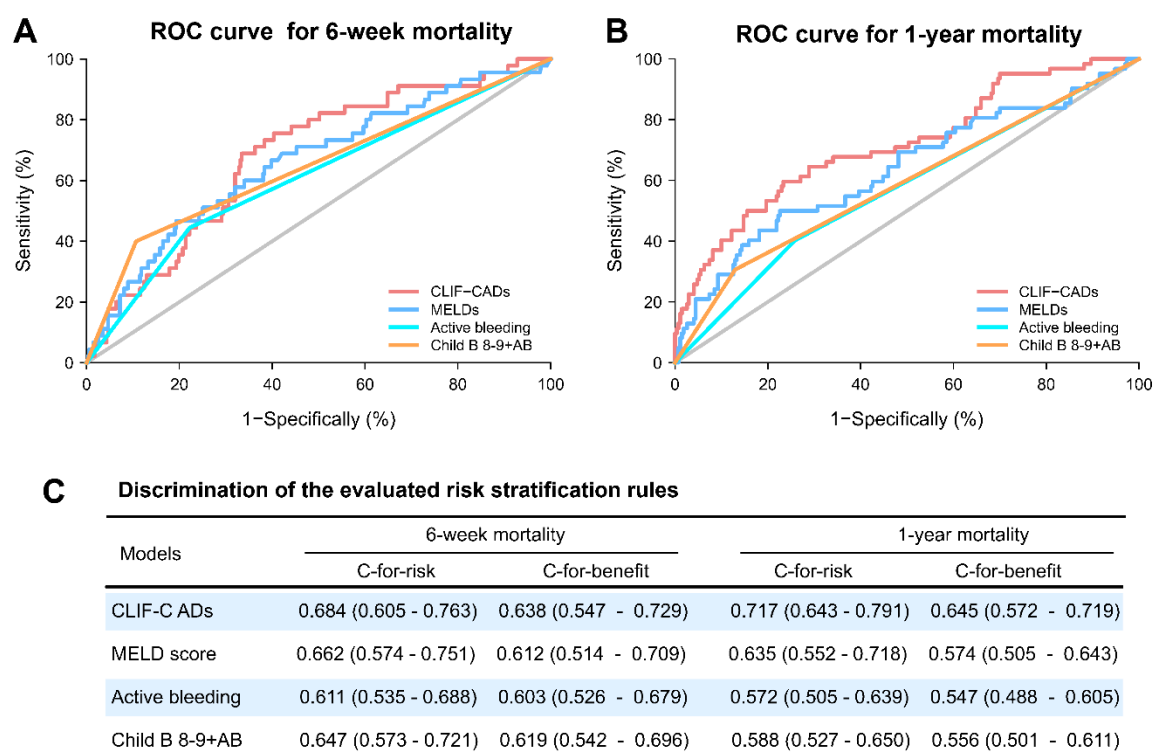 A
ROC curve for 6-week mortality
100
80
60
40
20
0
Sensitivity (%)
CLIF-CADs
MELDs
Active bleeding
Child B 8-9+AB
0 20 40 60 80 100
1-Specifically (%)
B
ROC curve for 1-year mortality
100
80
60
40
20
0
Sensitivity (%)
CLIF-CADs
MELDs
Active bleeding
Child B 8-9+AB
0 20 40 60 80 100
1-Specifically (%)
C Discrimination of the evaluated risk stratification rules
Models 6-week mortality 1-year mortality
C-for-risk C-for-benefit C-for-risk C-for-benefit
CLIF-C ADs 0.684 (0.605 - 0.763) 0.638 (0.547 - 0.729) 0.717 (0.643 - 0.791) 0.645 (0.572 - 0.719)
MELD score 0.662 (0.574 - 0.751) 0.612 (0.514 - 0.709) 0.635 (0.552 - 0.718) 0.574 (0.505 - 0.643)
Active bleeding 0.611 (0.535 - 0.688) 0.603 (0.526 - 0.679) 0.572 (0.505 - 0.639) 0.547 (0.488 - 0.605)
Child B 8-9+AB 0.647 (0.573 - 0.721) 0.619 (0.542 - 0.696) 0.588 (0.527 - 0.650) 0.556 (0.501 - 0.611)